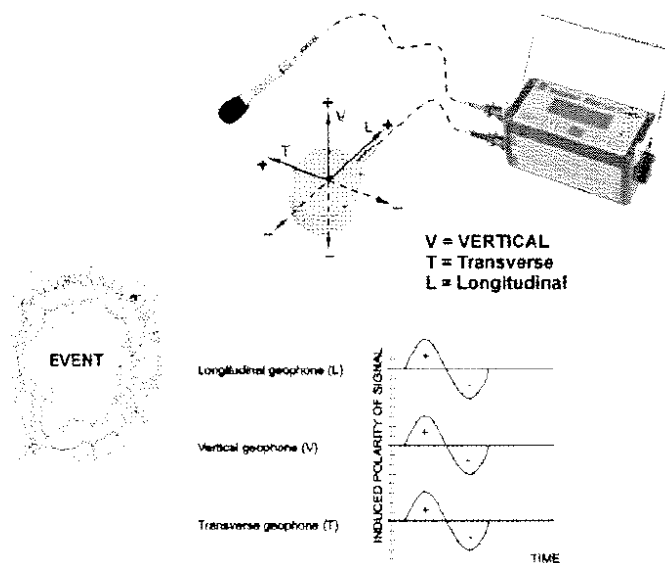 +
V
L
+
T
+
-
-
-
V = VERTICAL
T = Transverse
L = Longitudinal
EVENT
Longitudinal geophone (L)
Vertical geophone (V)
Transverse geophone (T)
INDUCED POLARITY OF SIGNAL
+
-
+
-
+
-
TIME